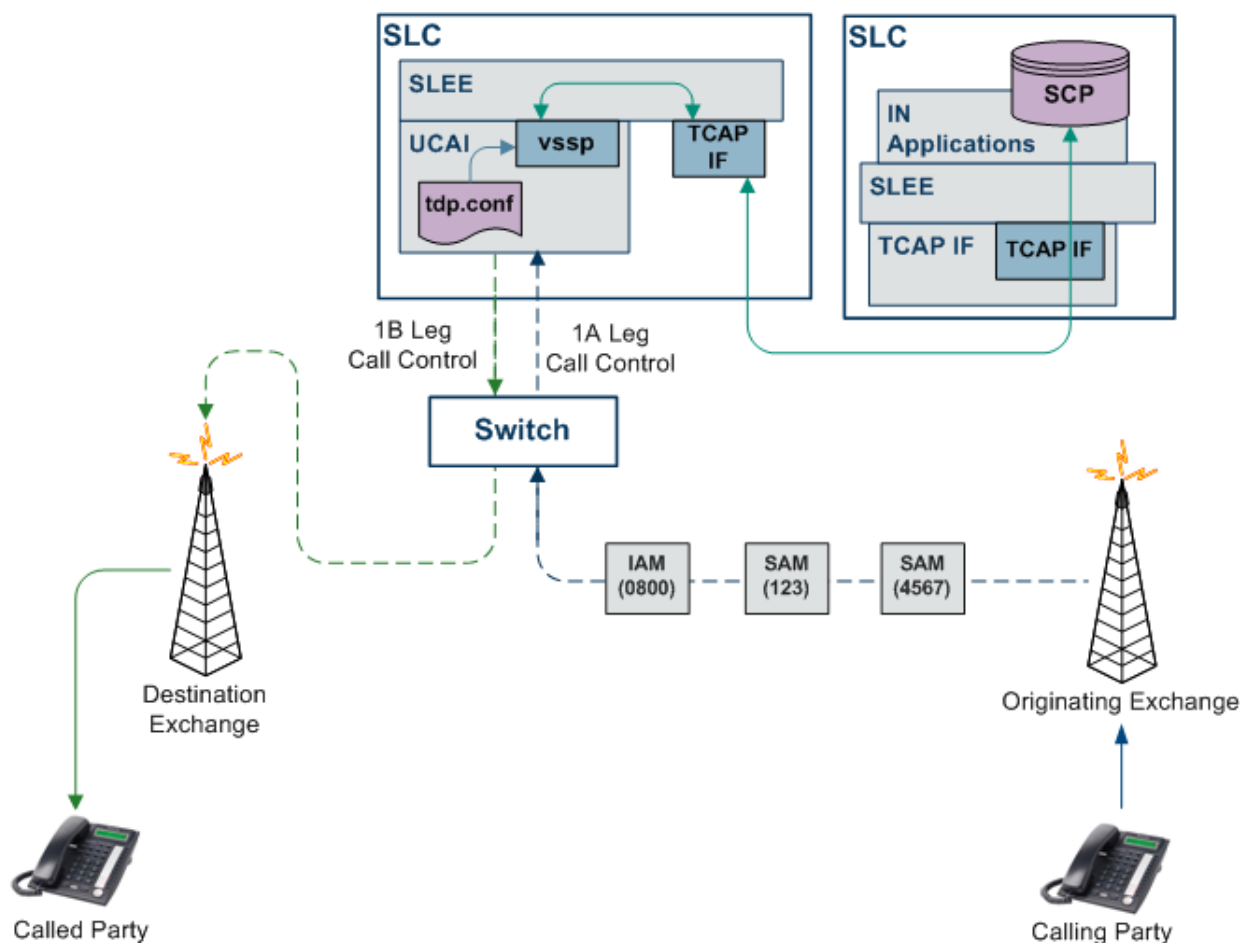 SLC
SLEE
UCAI
vssp
TCAP
IF
tdp.conf
SLC
SCP
IN
Applications
SLEE
TCAP IF
TCAP IF
1B Leg
Call Control
1A Leg
Call Control
Switch
IAM
(0800)
SAM
(123)
SAM
(4567)
Destination
Exchange
Originating Exchange
Called Party
Calling Party